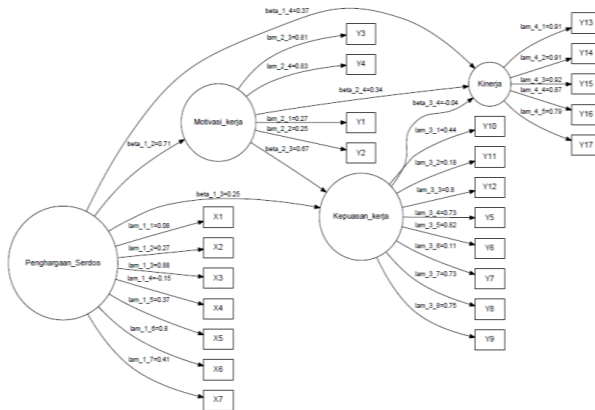 beta_1_4=0.37
lam_2_3=0.81
Y3
lam_2_4=0.83
Y4
Motivasi_kerja
beta_2_4=0.34
lam_2_1=0.27
Y1
lam_2_2=0.25
Y2
beta_1_2=0.71
beta_2_3=0.67
Kinerja
lam_4_1=0.91
Y13
lam_4_2=0.91
Y14
lam_4_3=0.92
Y15
lam_4_4=0.87
Y16
lam_4_5=0.79
Y17
beta_3_4=-0.04
lam_3_1=0.44
Y10
lam_3_2=0.18
Y11
lam_3_3=0.8
Y12
Kepuasan_kerja
lam_3_4=0.73
Y5
lam_3_5=0.82
Y6
lam_3_6=0.11
Y7
lam_3_7=0.73
Y8
lam_3_8=0.75
Y9
beta_1_3=0.25
Penghargaan_Serdos
lam_1_1=0.08
X1
lam_1_2=0.27
X2
lam_1_3=0.88
X3
lam_1_4=-0.15
X4
lam_1_5=0.37
X5
lam_1_6=0.8
X6
lam_1_7=0.41
X7